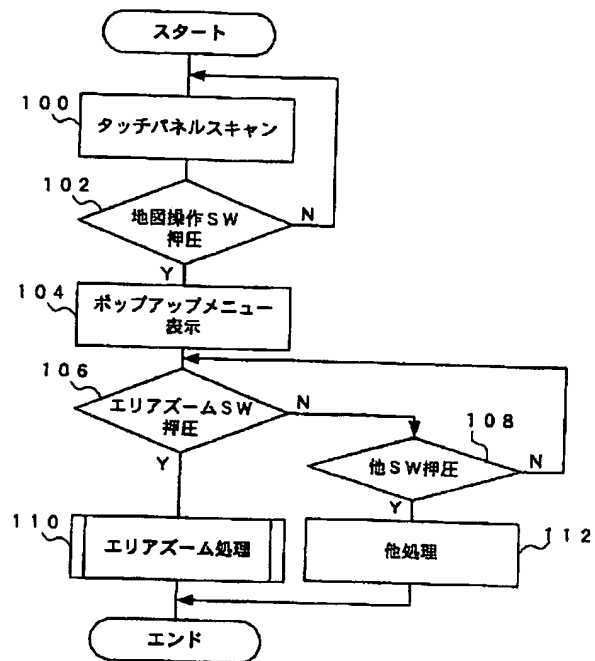 スタート
100
タッチパネルスキャン
102
地図操作SW
押圧
N
Y
104
ポップアップメニュー
表示
106
エリアズームSW
押圧
N
Y
108
他SW押圧
N
Y
110
エリアズーム処理
他処理
112
エンド